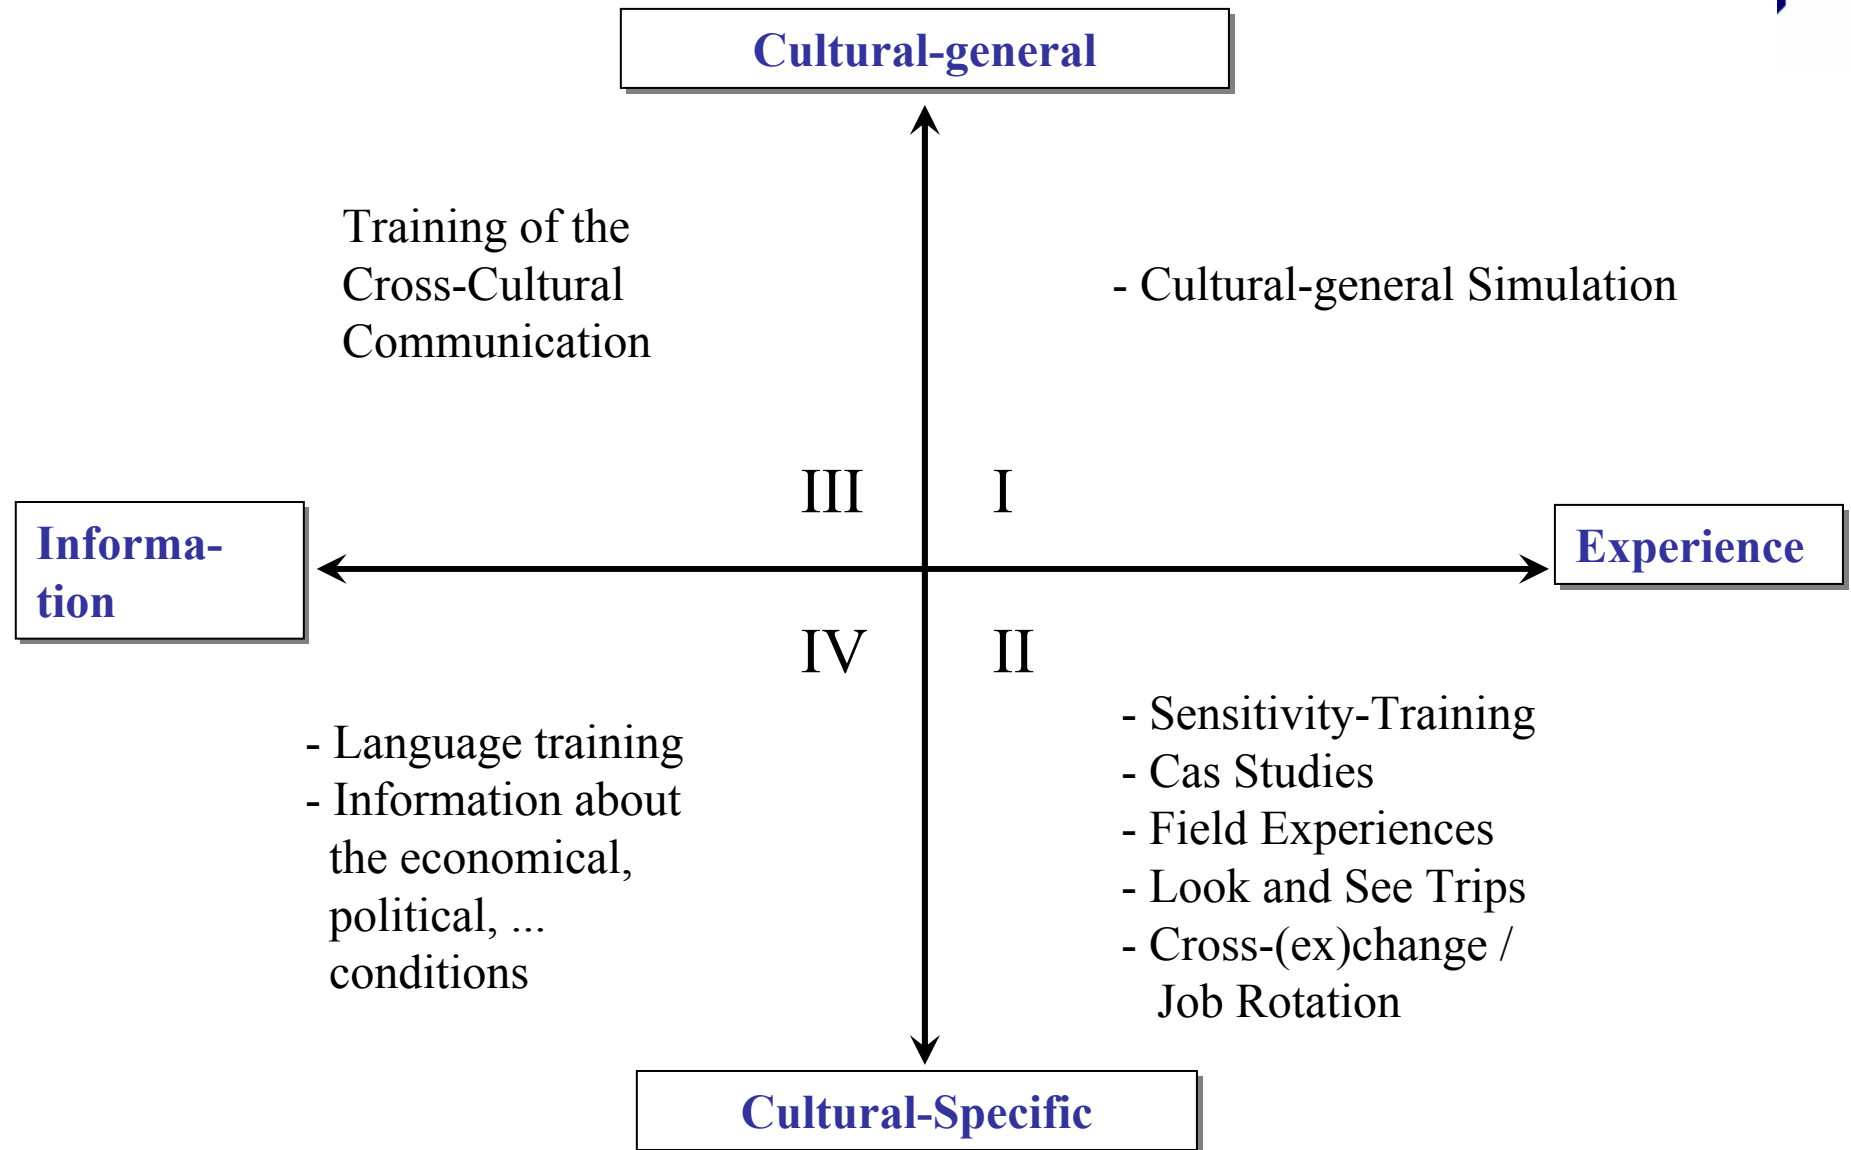 Cultural-general
Training of the
Cross-Cultural
Communication
- Cultural-general Simulation
III
I
Informa-
tion
Experience
IV
II
- Language training
- Information about
the economical,
political, ...
conditions
- Sensitivity-Training
- Cas Studies
- Field Experiences
- Look and See Trips
- Cross-(ex)change /
Job Rotation
Cultural-Specific